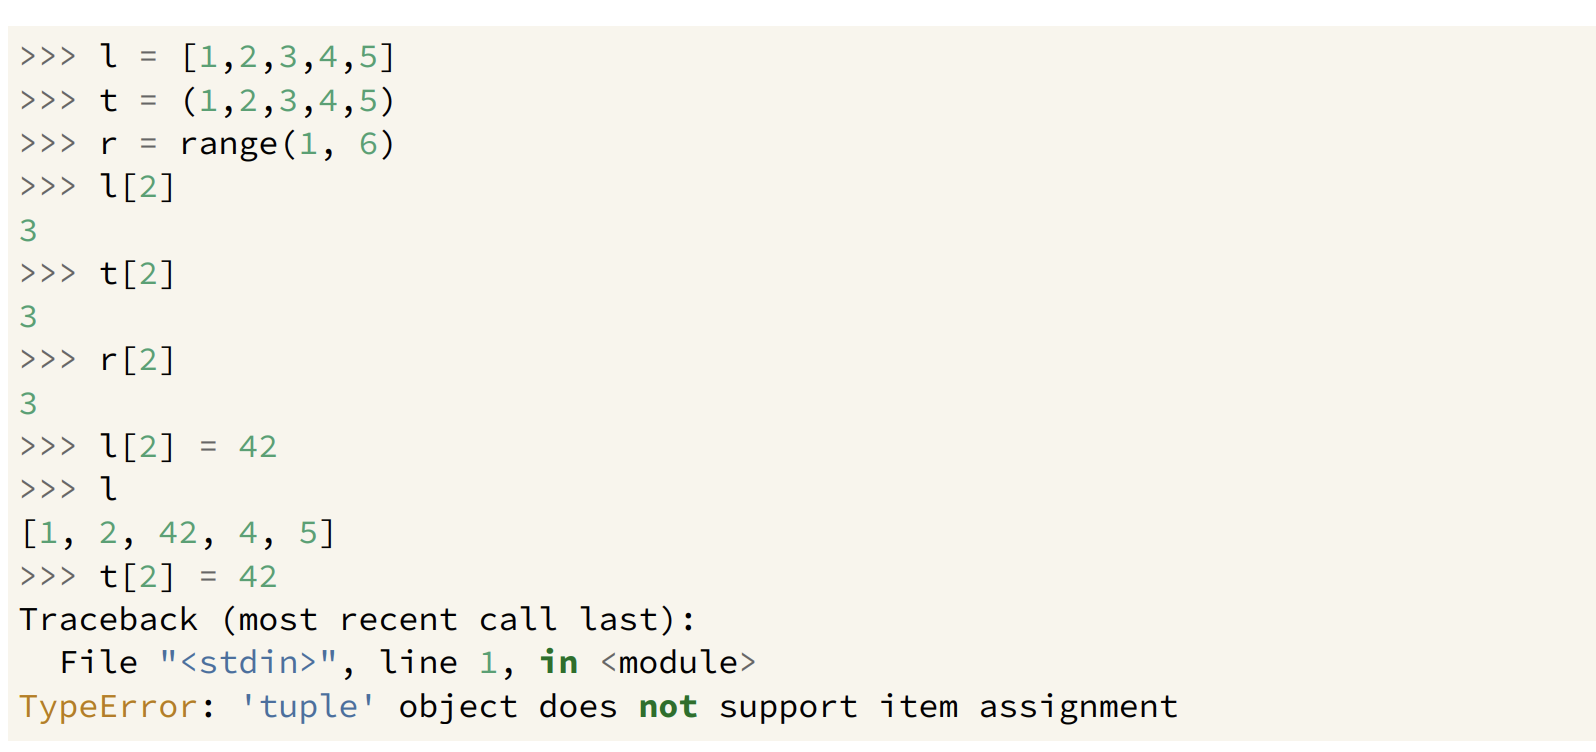 >>> l = [1,2,3,4,5]
>>> t = (1,2,3,4,5)
>>> r = range(1, 6)
>>> l[2]
3
>>> t[2]
3
>>> r[2]
3
>>> l[2] = 42
>>> l
[1, 2, 42, 4, 5]
>>> t[2] = 42
Traceback (most recent call last):
  File "<stdin>", line 1, in <module>
TypeError: 'tuple' object does not support item assignment